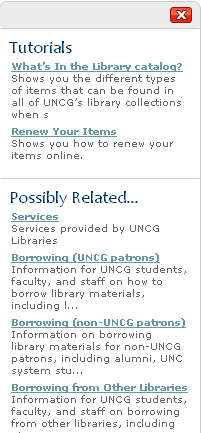 Tutorials
What's In the Library catalog?
Shows you the different types
of items that can be found in
all of UNCG's library collections
when s
Renew Your Items
Shows you how to renew your
items online.
Possibly Related...
Services
Services provided by UNCG
Libraries
Borrowing (UNCG patrons)
Information for UNCG students,
faculty, and staff on how to
borrow library materials,
including l...
Borrowing (non-UNCG patrons)
Information on borrowing
library materials for non-UNCG
patrons, including alumni, UNC
system stu...
Borrowing from Other Libraries
Information for UNCG students,
faculty, and staff on borrowing
from other libraries, including